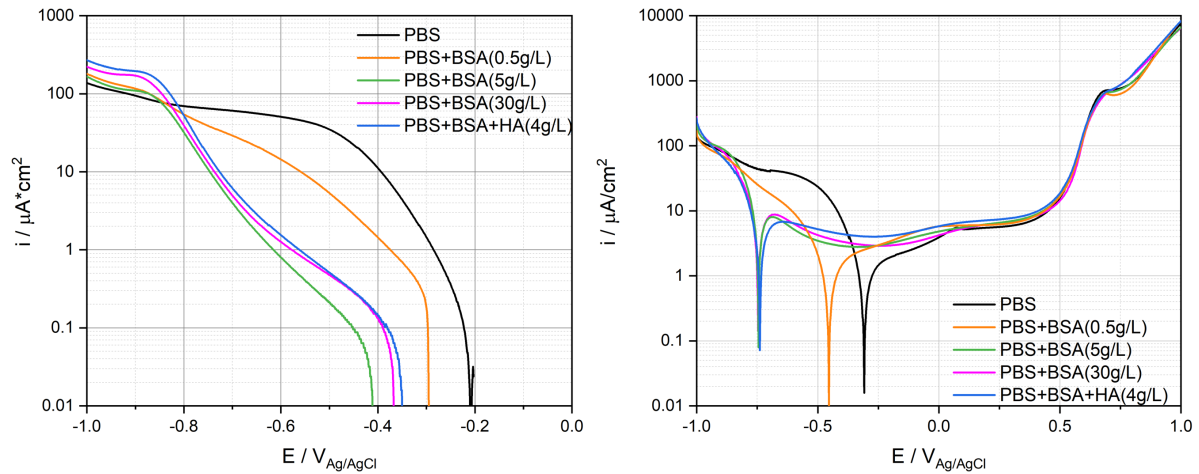 1000
100
10
1
0.1
0.01
i / µA*cm²
-1.0
-0.8
-0.6
-0.4
-0.2
0.0
E / V_Ag/AgCl
PBS
PBS+BSA(0.5g/L)
PBS+BSA(5g/L)
PBS+BSA(30g/L)
PBS+BSA+HA(4g/L)
10000
1000
100
10
1
0.1
0.01
i / µA/cm²
-1.0
-0.5
0.0
0.5
1.0
E / V_Ag/AgCl
PBS
PBS+BSA(0.5g/L)
PBS+BSA(5g/L)
PBS+BSA(30g/L)
PBS+BSA+HA(4g/L)